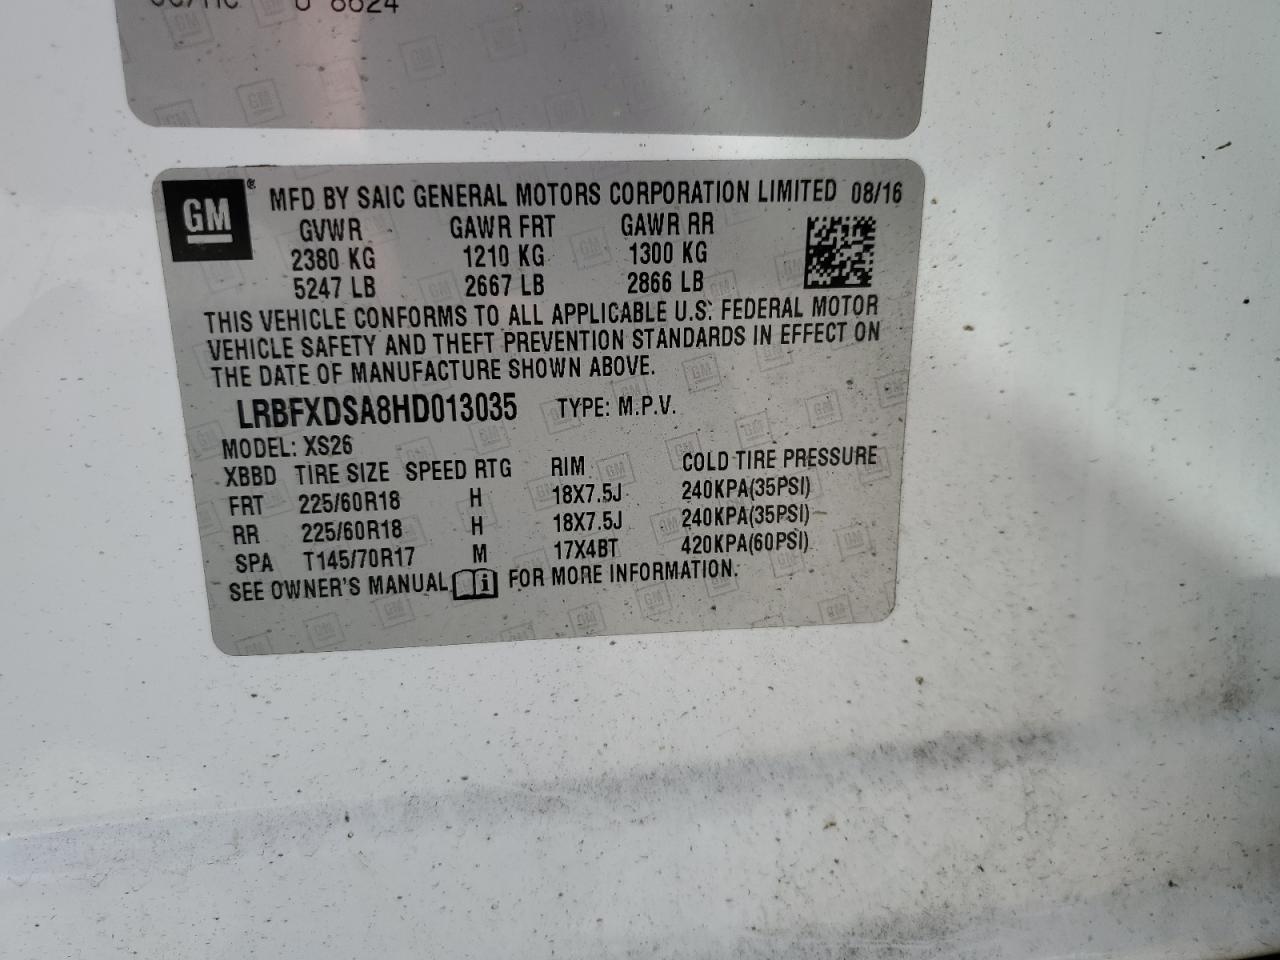 8624
GM ® MFD BY SAIC GENERAL MOTORS CORPORATION LIMITED 08/16
GVWR GAWR FRT GAWR RR
2380 KG 1210 KG 1300 KG
5247 LB 2667 LB 2866 LB
THIS VEHICLE CONFORMS TO ALL APPLICABLE U.S. FEDERAL MOTOR
VEHICLE SAFETY AND THEFT PREVENTION STANDARDS IN EFFECT ON
THE DATE OF MANUFACTURE SHOWN ABOVE.
LRBFXDSA8HD013035 TYPE: M.P.V.
MODEL: XS26
XBBD TIRE SIZE SPEED RTG RIM COLD TIRE PRESSURE
FRT 225/60R18 H 18X7.5J 240KPA(35PSI)
RR 225/60R18 H 18X7.5J 240KPA(35PSI)
SPA T145/70R17 M 17X4BT 420KPA(60PSI)
SEE OWNER'S MANUAL i FOR MORE INFORMATION.